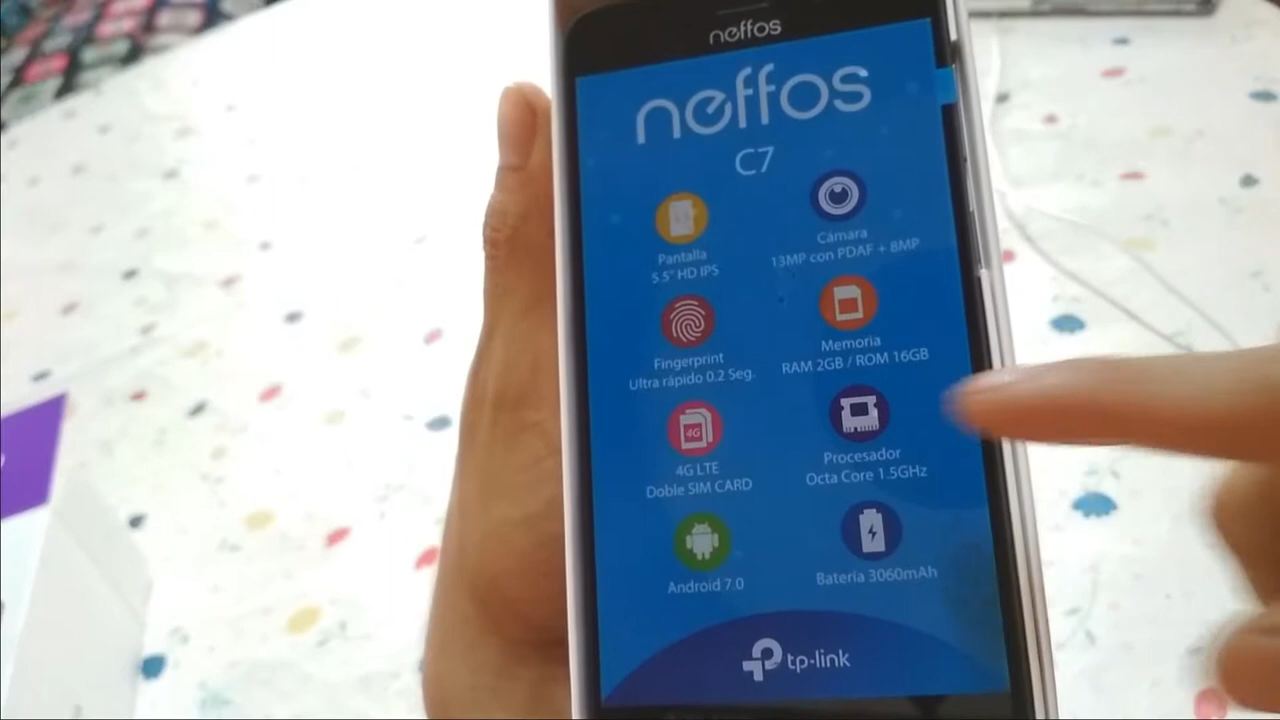 neffos
neffos
C7
Pantalla
5.5" HD IPS
Cámara
13MP con PDAF + 8MP
Fingerprint
Ultra rápido 0.2 Seg.
Memoria
RAM 2GB / ROM 16GB
4G
4G LTE
Doble SIM CARD
Procesador
Octa Core 1.5GHz
Android 7.0
Batería 3060mAh
tp-link